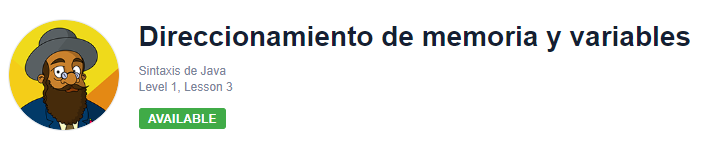 Direccionamiento de memoria y variables
Sintaxis de Java
Level 1, Lesson 3
AVAILABLE